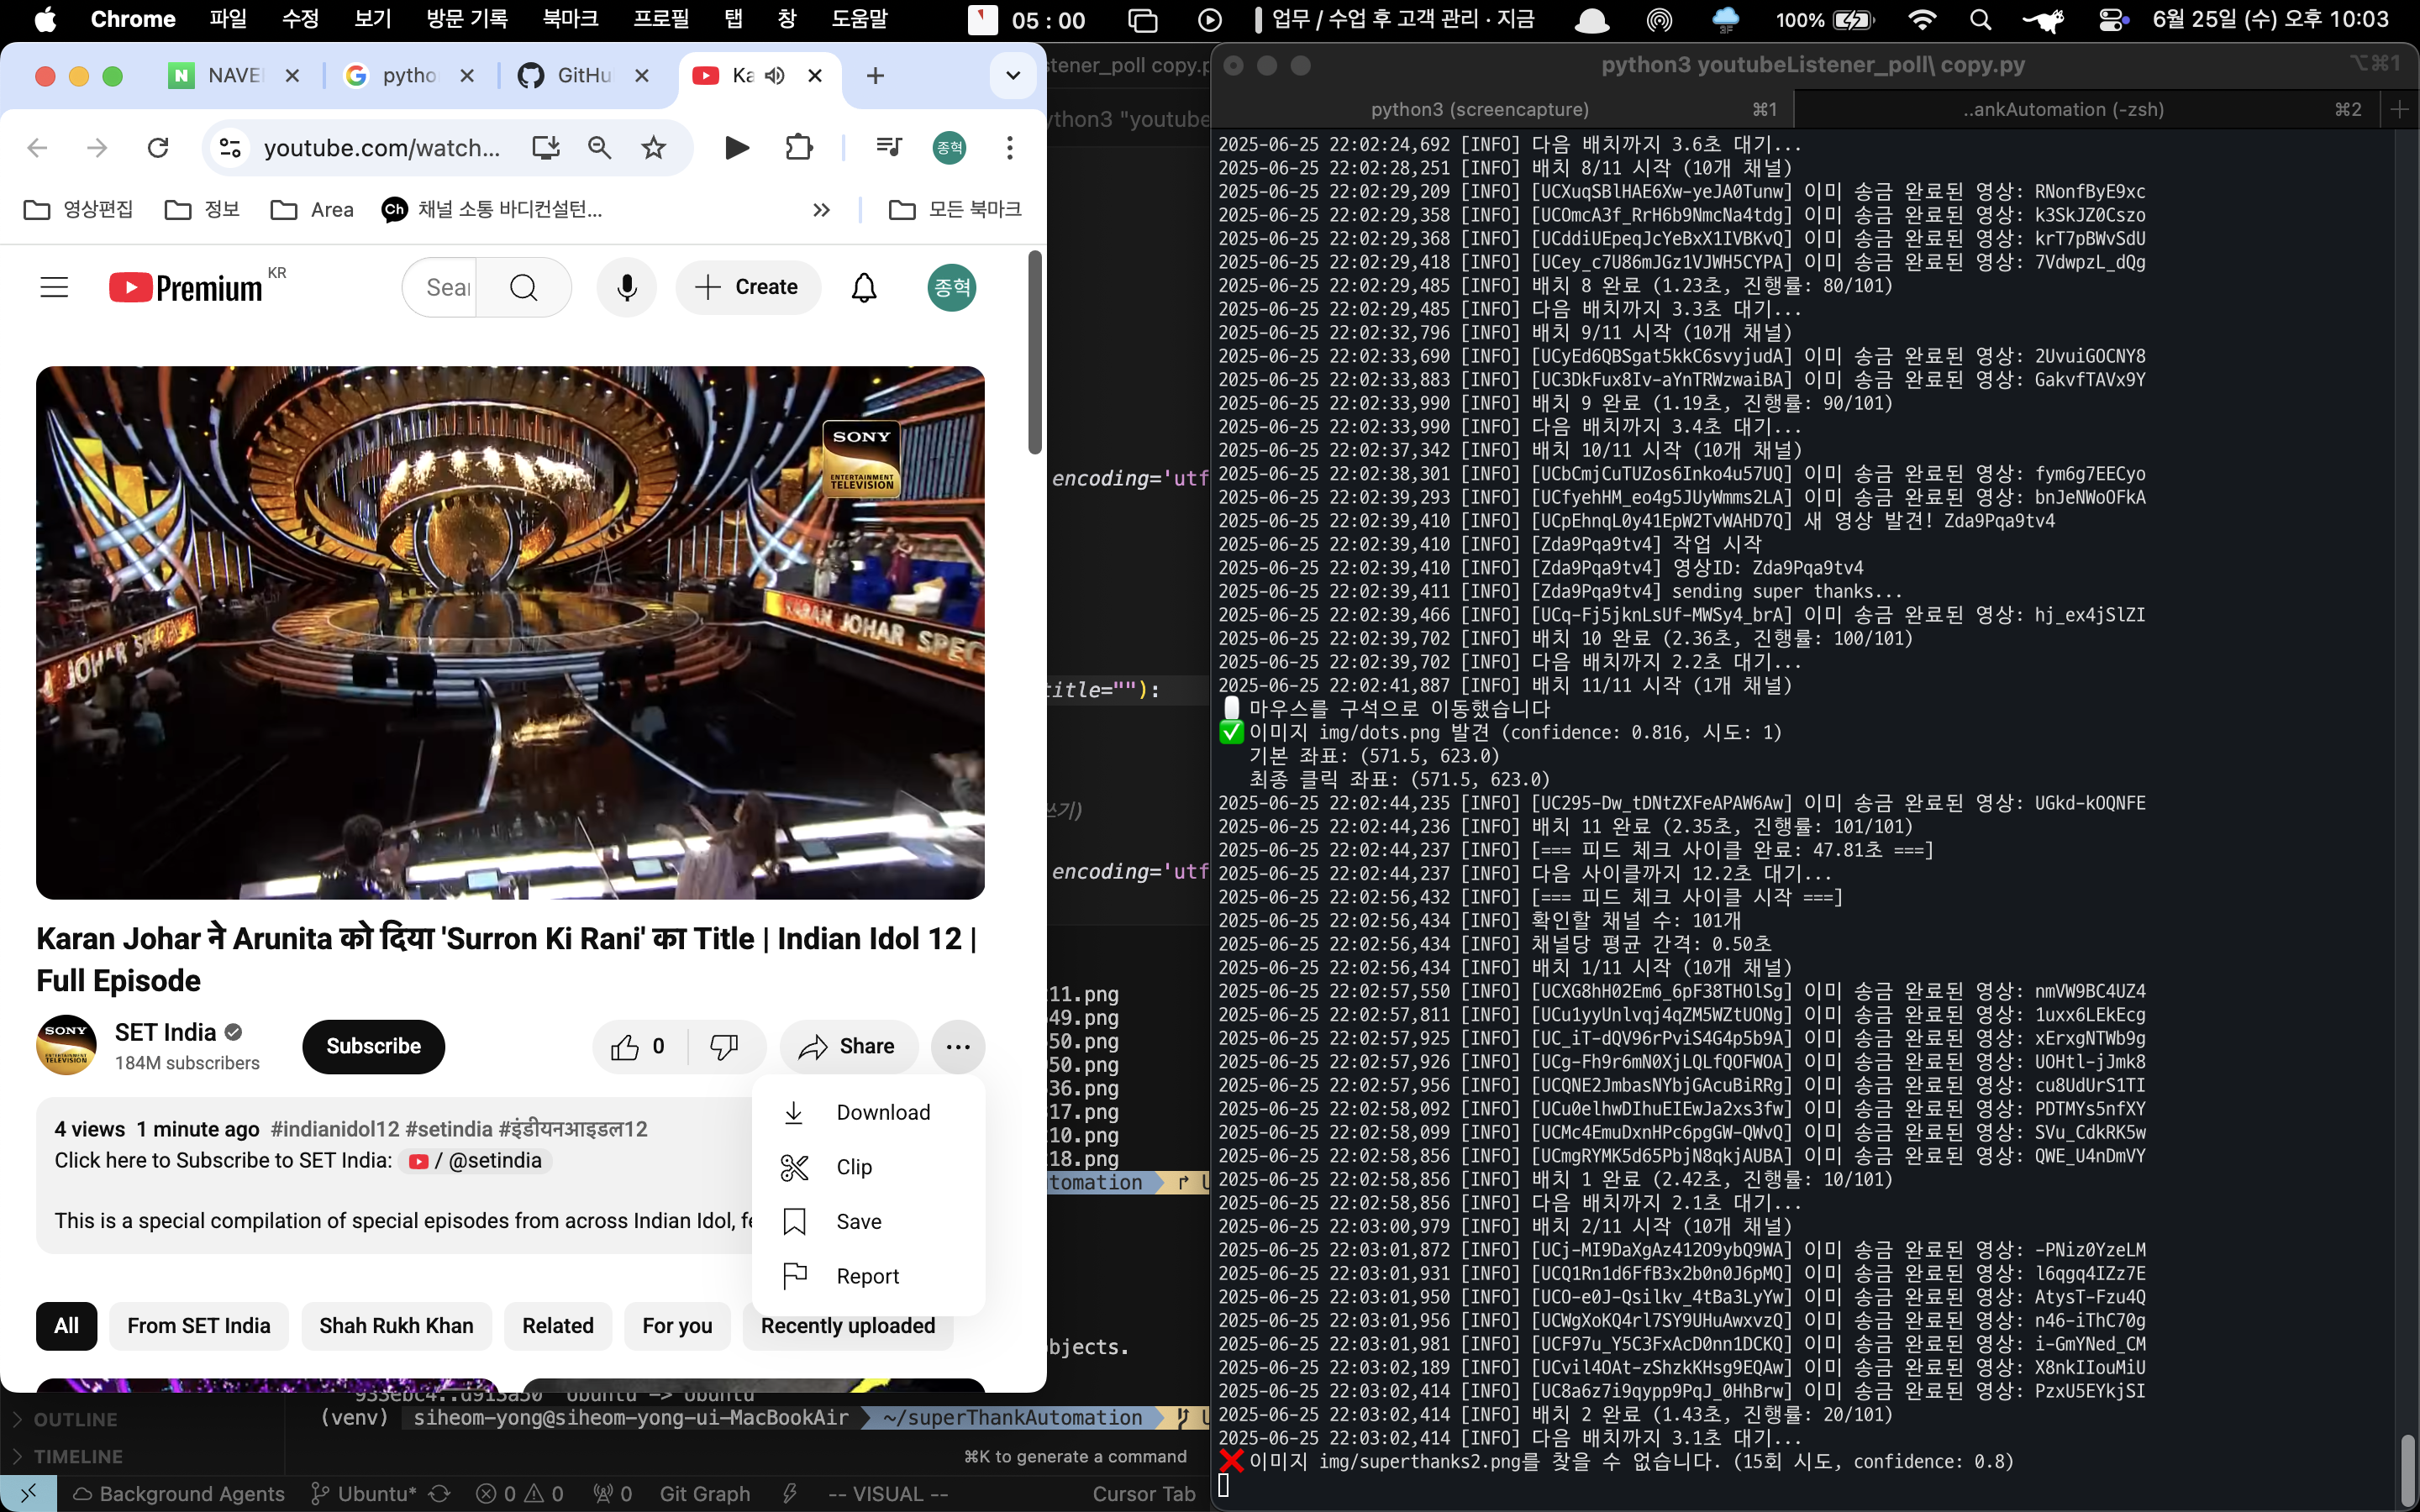 Chrome 파일 수정 보기 방문 기록 북마크 프로필 탭 창 도움말
05 : 00 업무 / 수업 후 고객 관리 · 지금 3F 100% 6월 25일 (수) 오후 10:03
NAVE pytho GitHu Ka
youtube.com/watch... 종혁
영상편집 정보 Area Ch 채널 소통 바디컨설턴... 모든 북마크
Premium KR Sear Create 종혁
SONY
ENTERTAINMENT
TELEVISION
KARAN JOHAR SPEC
JOHAR SP
Karan Johar ने Arunita को दिया 'Surron Ki Rani' का Title | Indian Idol 12 |
Full Episode
SONY
SET India
184M subscribers
Subscribe
0
Share
Download
Clip
Save
Report
4 views 1 minute ago #indianidol12 #setindia #इंडीयनआइडल12
Click here to Subscribe to SET India: / @setindia
This is a special compilation of special episodes from across Indian Idol, fe
All From SET India Shah Rukh Khan Related For you Recently uploaded
stener_poll copy.p
ython3 "youtube
encoding='utf
title=""):
쓰기)
encoding='utf
11.png
49.png
50.png
50.png
36.png
17.png
10.png
18.png
tomation
bjects.
933ebc4..d913a50 Ubuntu -> Ubuntu
(venv) siheom-yong@siheom-yong-ui-MacBookAir ~/superThankAutomation
OUTLINE
TIMELINE
⌘K to generate a command
Background Agents Ubuntu* 0 0 0 Git Graph -- VISUAL -- Cursor Tab
python3 youtubeListener_poll\ copy.py ⌥⌘1
python3 (screencapture) ⌘1 ..ankAutomation (-zsh) ⌘2
2025-06-25 22:02:24,692 [INFO] 다음 배치까지 3.6초 대기...
2025-06-25 22:02:28,251 [INFO] 배치 8/11 시작 (10개 채널)
2025-06-25 22:02:29,209 [INFO] [UCXuqSBlHAE6Xw-yeJA0Tunw] 이미 송금 완료된 영상: RNonfByE9xc
2025-06-25 22:02:29,358 [INFO] [UCOmcA3f_RrH6b9NmcNa4tdg] 이미 송금 완료된 영상: k3SkJZ0Cszo
2025-06-25 22:02:29,368 [INFO] [UCddiUEpeqJcYeBxX1IVBKvQ] 이미 송금 완료된 영상: krT7pBWvSdU
2025-06-25 22:02:29,418 [INFO] [UCey_c7U86mJGz1VJWH5CYPA] 이미 송금 완료된 영상: 7VdwpzL_dQg
2025-06-25 22:02:29,485 [INFO] 배치 8 완료 (1.23초, 진행률: 80/101)
2025-06-25 22:02:29,485 [INFO] 다음 배치까지 3.3초 대기...
2025-06-25 22:02:32,796 [INFO] 배치 9/11 시작 (10개 채널)
2025-06-25 22:02:33,690 [INFO] [UCyEd6QBSgat5kkC6svyjudA] 이미 송금 완료된 영상: 2UvuiGOCNY8
2025-06-25 22:02:33,883 [INFO] [UC3DkFux8Iv-aYnTRWzwaiBA] 이미 송금 완료된 영상: GakvfTAVx9Y
2025-06-25 22:02:33,990 [INFO] 배치 9 완료 (1.19초, 진행률: 90/101)
2025-06-25 22:02:33,990 [INFO] 다음 배치까지 3.4초 대기...
2025-06-25 22:02:37,342 [INFO] 배치 10/11 시작 (10개 채널)
2025-06-25 22:02:38,301 [INFO] [UCbCmjCuTUZos6Inko4u57UQ] 이미 송금 완료된 영상: fym6g7EECyo
2025-06-25 22:02:39,293 [INFO] [UCfyehHM_eo4g5JUyWmms2LA] 이미 송금 완료된 영상: bnJeNWoOFkA
2025-06-25 22:02:39,410 [INFO] [UCpEhnqL0y41EpW2TvWAHD7Q] 새 영상 발견! Zda9Pqa9tv4
2025-06-25 22:02:39,410 [INFO] [Zda9Pqa9tv4] 작업 시작
2025-06-25 22:02:39,410 [INFO] [Zda9Pqa9tv4] 영상ID: Zda9Pqa9tv4
2025-06-25 22:02:39,411 [INFO] [Zda9Pqa9tv4] sending super thanks...
2025-06-25 22:02:39,466 [INFO] [UCq-Fj5jknLsUf-MWSy4_brA] 이미 송금 완료된 영상: hj_ex4jSlZI
2025-06-25 22:02:39,702 [INFO] 배치 10 완료 (2.36초, 진행률: 100/101)
2025-06-25 22:02:39,702 [INFO] 다음 배치까지 2.2초 대기...
2025-06-25 22:02:41,887 [INFO] 배치 11/11 시작 (1개 채널)
마우스를 구석으로 이동했습니다
✅ 이미지 img/dots.png 발견 (confidence: 0.816, 시도: 1)
기본 좌표: (571.5, 623.0)
최종 클릭 좌표: (571.5, 623.0)
2025-06-25 22:02:44,235 [INFO] [UC295-Dw_tDNtZXFeAPAW6Aw] 이미 송금 완료된 영상: UGkd-kOQNFE
2025-06-25 22:02:44,236 [INFO] 배치 11 완료 (2.35초, 진행률: 101/101)
2025-06-25 22:02:44,237 [INFO] [=== 피드 체크 사이클 완료: 47.81초 ===]
2025-06-25 22:02:44,237 [INFO] 다음 사이클까지 12.2초 대기...
2025-06-25 22:02:56,432 [INFO] [=== 피드 체크 사이클 시작 ===]
2025-06-25 22:02:56,434 [INFO] 확인할 채널 수: 101개
2025-06-25 22:02:56,434 [INFO] 채널당 평균 간격: 0.50초
2025-06-25 22:02:56,434 [INFO] 배치 1/11 시작 (10개 채널)
2025-06-25 22:02:57,550 [INFO] [UCXG8hH02Em6_6pF38THOlSg] 이미 송금 완료된 영상: nmVW9BC4UZ4
2025-06-25 22:02:57,811 [INFO] [UCu1yyUnlvqj4qZM5WZtUONg] 이미 송금 완료된 영상: 1uxx6LEkEcg
2025-06-25 22:02:57,925 [INFO] [UC_iT-dQV96rPviS4G4p5b9A] 이미 송금 완료된 영상: xErxgNTWb9g
2025-06-25 22:02:57,926 [INFO] [UCg-Fh9r6mN0XjLQLfQOFWOA] 이미 송금 완료된 영상: UOHtl-jJmk8
2025-06-25 22:02:57,956 [INFO] [UCQNE2JmbasNYbjGAcuBiRRg] 이미 송금 완료된 영상: cu8UdUrS1TI
2025-06-25 22:02:58,092 [INFO] [UCu0elhwDIhuEIEwJa2xs3fw] 이미 송금 완료된 영상: PDTMYs5nfXY
2025-06-25 22:02:58,099 [INFO] [UCMc4EmuDxnHPc6pgGW-QWvQ] 이미 송금 완료된 영상: SVu_CdkRK5w
2025-06-25 22:02:58,856 [INFO] [UCmgRYMK5d65PbjN8qkjAUBA] 이미 송금 완료된 영상: QWE_U4nDmVY
2025-06-25 22:02:58,856 [INFO] 배치 1 완료 (2.42초, 진행률: 10/101)
2025-06-25 22:02:58,856 [INFO] 다음 배치까지 2.1초 대기...
2025-06-25 22:03:00,979 [INFO] 배치 2/11 시작 (10개 채널)
2025-06-25 22:03:01,872 [INFO] [UCj-MI9DaXgAz412O9ybQ9WA] 이미 송금 완료된 영상: -PNiz0YzeLM
2025-06-25 22:03:01,931 [INFO] [UCQ1Rn1d6FfB3x2b0n0J6pMQ] 이미 송금 완료된 영상: l6qgq4IZz7E
2025-06-25 22:03:01,950 [INFO] [UCO-e0J-Qsilkv_4tBa3LyYw] 이미 송금 완료된 영상: AtysT-Fzu4Q
2025-06-25 22:03:01,956 [INFO] [UCWgXoKQ4rl7SY9UHuAwxvzQ] 이미 송금 완료된 영상: n46-iThC70g
2025-06-25 22:03:01,981 [INFO] [UCF97u_Y5C3FxAcD0nn1DCKQ] 이미 송금 완료된 영상: i-GmYNed_CM
2025-06-25 22:03:02,189 [INFO] [UCvil4OAt-zShzkKHsg9EQAw] 이미 송금 완료된 영상: X8nkIIouMiU
2025-06-25 22:03:02,414 [INFO] [UC8a6z7i9qypp9PqJ_0HhBrw] 이미 송금 완료된 영상: PzxU5EYkjSI
2025-06-25 22:03:02,414 [INFO] 배치 2 완료 (1.43초, 진행률: 20/101)
2025-06-25 22:03:02,414 [INFO] 다음 배치까지 3.1초 대기...
❌ 이미지 img/superthanks2.png를 찾을 수 없습니다. (15회 시도, confidence: 0.8)